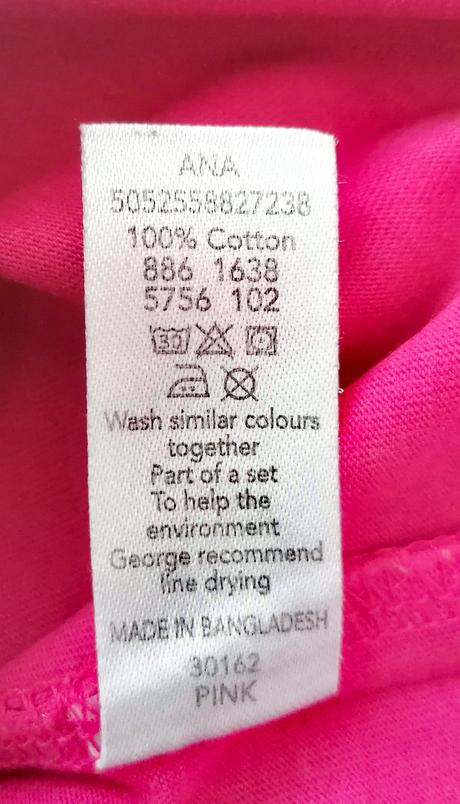 ANA
5052558827238
100% Cotton
886 1638
5756 102
30
Wash similar colours
together
Part of a set
To help the
environment
George recommend
line drying
MADE IN BANGLADESH
30162
PINK